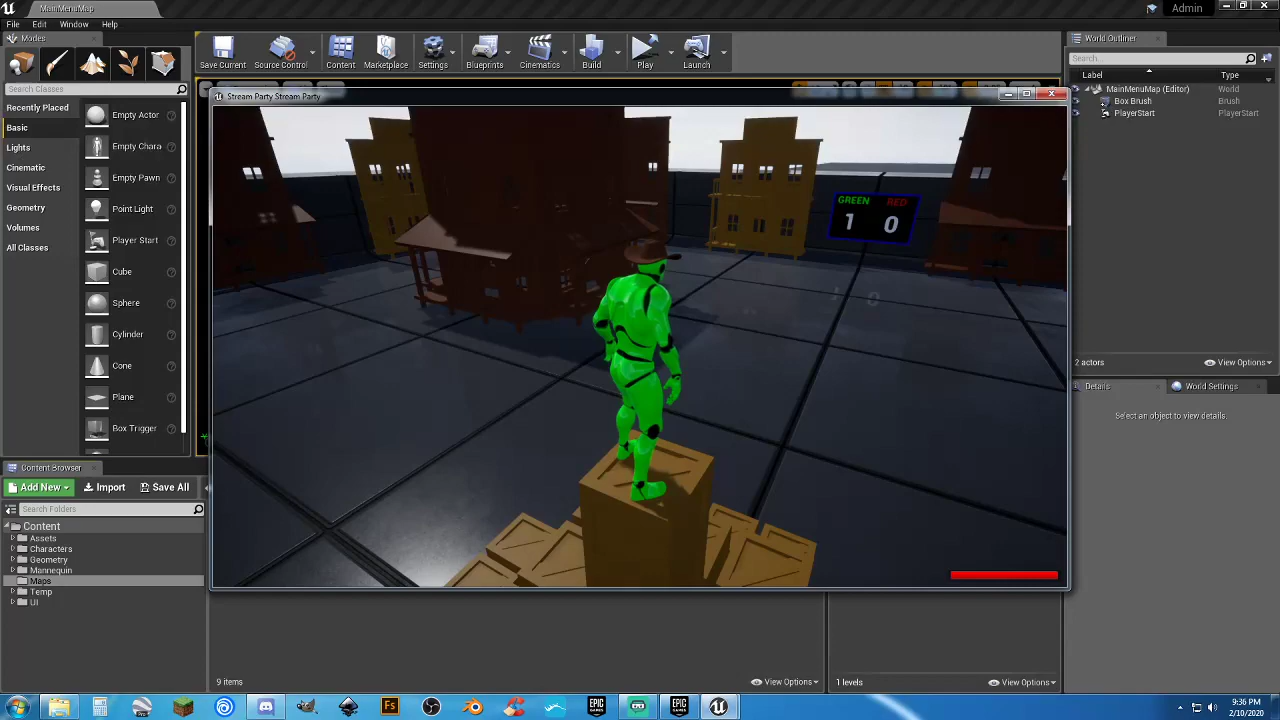 MainMenuMap
Admin
File Edit Window Help
Modes
Search Classes
Recently Placed
Basic
Lights
Cinematic
Visual Effects
Geometry
Volumes
All Classes
Empty Actor
Empty Chara
Empty Pawn
Point Light
Player Start
Cube
Sphere
Cylinder
Cone
Plane
Box Trigger
Save Current Source Control Content Marketplace Settings Blueprints Cinematics Build Play Launch
Stream Party Stream Party
GREEN RED
1 0
World Outliner
Search...
Label Type
MainMenuMap (Editor) World
Box Brush Brush
PlayerStart PlayerStart
2 actors View Options
Details World Settings
Select an object to view details.
Content Browser
Add New Import Save All
Search Folders
Content
Assets
Characters
Geometry
Mannequin
Maps
Temp
UI
9 items View Options
1 levels View Options
Pro
Fs
EPIC GAMES
EPIC GAMES
9:36 PM
2/10/2020